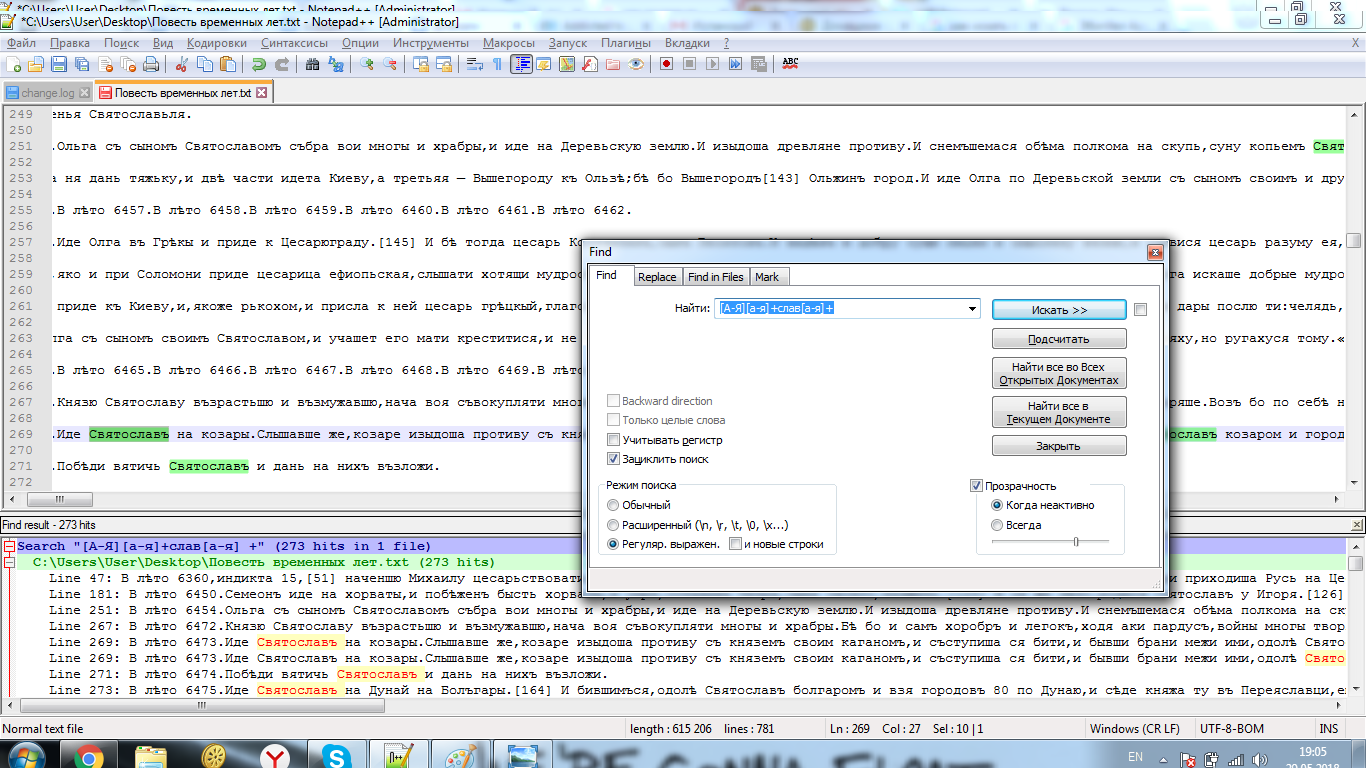 *C:\Users\User\Desktop\Повесть временных лет.txt - Notepad++ [Administrator]
*C:\Users\User\Desktop\Повесть временных лет.txt - Notepad++ [Administrator]
Файл Правка Поиск Вид Кодировки Синтаксисы Опции Инструменты Макросы Запуск Плагины Вкладки ? X
change.log Повесть временных лет.txt
249 енья Святославьля.
250
251 .Ольга съ сыномъ Святославомъ събра вои многы и храбры,и иде на Деревьскую землю.И изыдоша древляне противу.И снемъшемася обѣма полкома на скупь,суну копьемъ Свят
252
253 а ня дань тяжьку,и двѣ части идета Киеву,а третьяя — Вышегороду къ Ользѣ;бѣ бо Вышегородъ[143] Ольжинъ город.И иде Олга по Деревьской земли съ сыномъ своимъ и дру
254
255 .В лѣто 6457.В лѣто 6458.В лѣто 6459.В лѣто 6460.В лѣто 6461.В лѣто 6462.
256
257 .Иде Олга въ Грѣкы и приде к Цесарюграду.[145] И бѣ тогда цесарь Ко вися цесарь разуму ея,
258
259 .яко и при Соломони приде цесарица ефиопьская,слышати хотящи мудрос та искаше добрые мудро
260
261 приде къ Киеву,и,якоже рькохом,и присла к ней цесарь грѣцкый,глаго дары послю ти:челядь,
262
263 лга съ сыномъ своимъ Святославом,и учашет его мати креститися,и не яху,но ругахуся тому.«
264
265 .В лѣто 6465.В лѣто 6466.В лѣто 6467.В лѣто 6468.В лѣто 6469.В лѣто
266
267 .Князю Святославу възрастьшю и възмужавшю,нача воя съвокупляти мног ряше.Возъ бо по себѣ н
268
269 .Иде Святославъ на козары.Слышавше же,козаре изыдоша противу съ кня ославъ козаром и город
270
271 .Побѣди вятичь Святославъ и дань на нихъ възложи.
272
Find
Find Replace Find in Files Mark
Найти: [А-Я][а-я]+слав[а-я]+
Искать >>
Подсчитать
Найти все во Всех Открытых Документах
Найти все в Текущем Документе
Закрыть
Backward direction
Только целые слова
Учитывать регистр
Зациклить поиск
Режим поиска
Обычный
Расширенный (\n, \r, \t, \0, \x...)
Регуляр. выражен. и новые строки
Прозрачность
Когда неактивно
Всегда
Find result - 273 hits
Search "[А-Я][а-я]+слав[а-я] +" (273 hits in 1 file)
C:\Users\User\Desktop\Повесть временных лет.txt (273 hits)
Line 47: В лѣто 6360,индикта 15,[51] наченшю Михаилу цесарьствовати и приходиша Русь на Це
Line 181: В лѣто 6450.Семеонъ иде на хорваты,и побѣженъ бысть хорва тославъ у Игоря.[126]
Line 251: В лѣто 6454.Ольга съ сыномъ Святославомъ събра вои многы и храбры,и иде на Деревьскую землю.И изыдоша древляне противу.И снемъшемася обѣма полкома на ск
Line 267: В лѣто 6472.Князю Святославу възрастьшю и възмужавшю,нача воя съвокупляти многы и храбры.Бѣ бо и самъ хоробръ и легокъ,ходя аки пардусъ,войны многы твор
Line 269: В лѣто 6473.Иде Святославъ на козары.Слышавше же,козаре изыдоша противу съ княземъ своим каганомъ,и съступиша ся бити,и бывши брани межи ими,одолѣ Свято
Line 269: В лѣто 6473.Иде Святославъ на козары.Слышавше же,козаре изыдоша противу съ княземъ своим каганомъ,и съступиша ся бити,и бывши брани межи ими,одолѣ Свято
Line 271: В лѣто 6474.Побѣди вятичь Святославъ и дань на нихъ възложи.
Line 273: В лѣто 6475.Иде Святославъ на Дунай на Болъгары.[164] И бившимъся,одолѣ Святославъ болгаромъ и взя городовъ 80 по Дунаю,и сѣде княжа ту въ Переяславци,е
Normal text file length : 615 206 lines : 781 Ln : 269 Col : 27 Sel : 10 | 1 Windows (CR LF) UTF-8-BOM INS
EN 19:05
20.05.2018